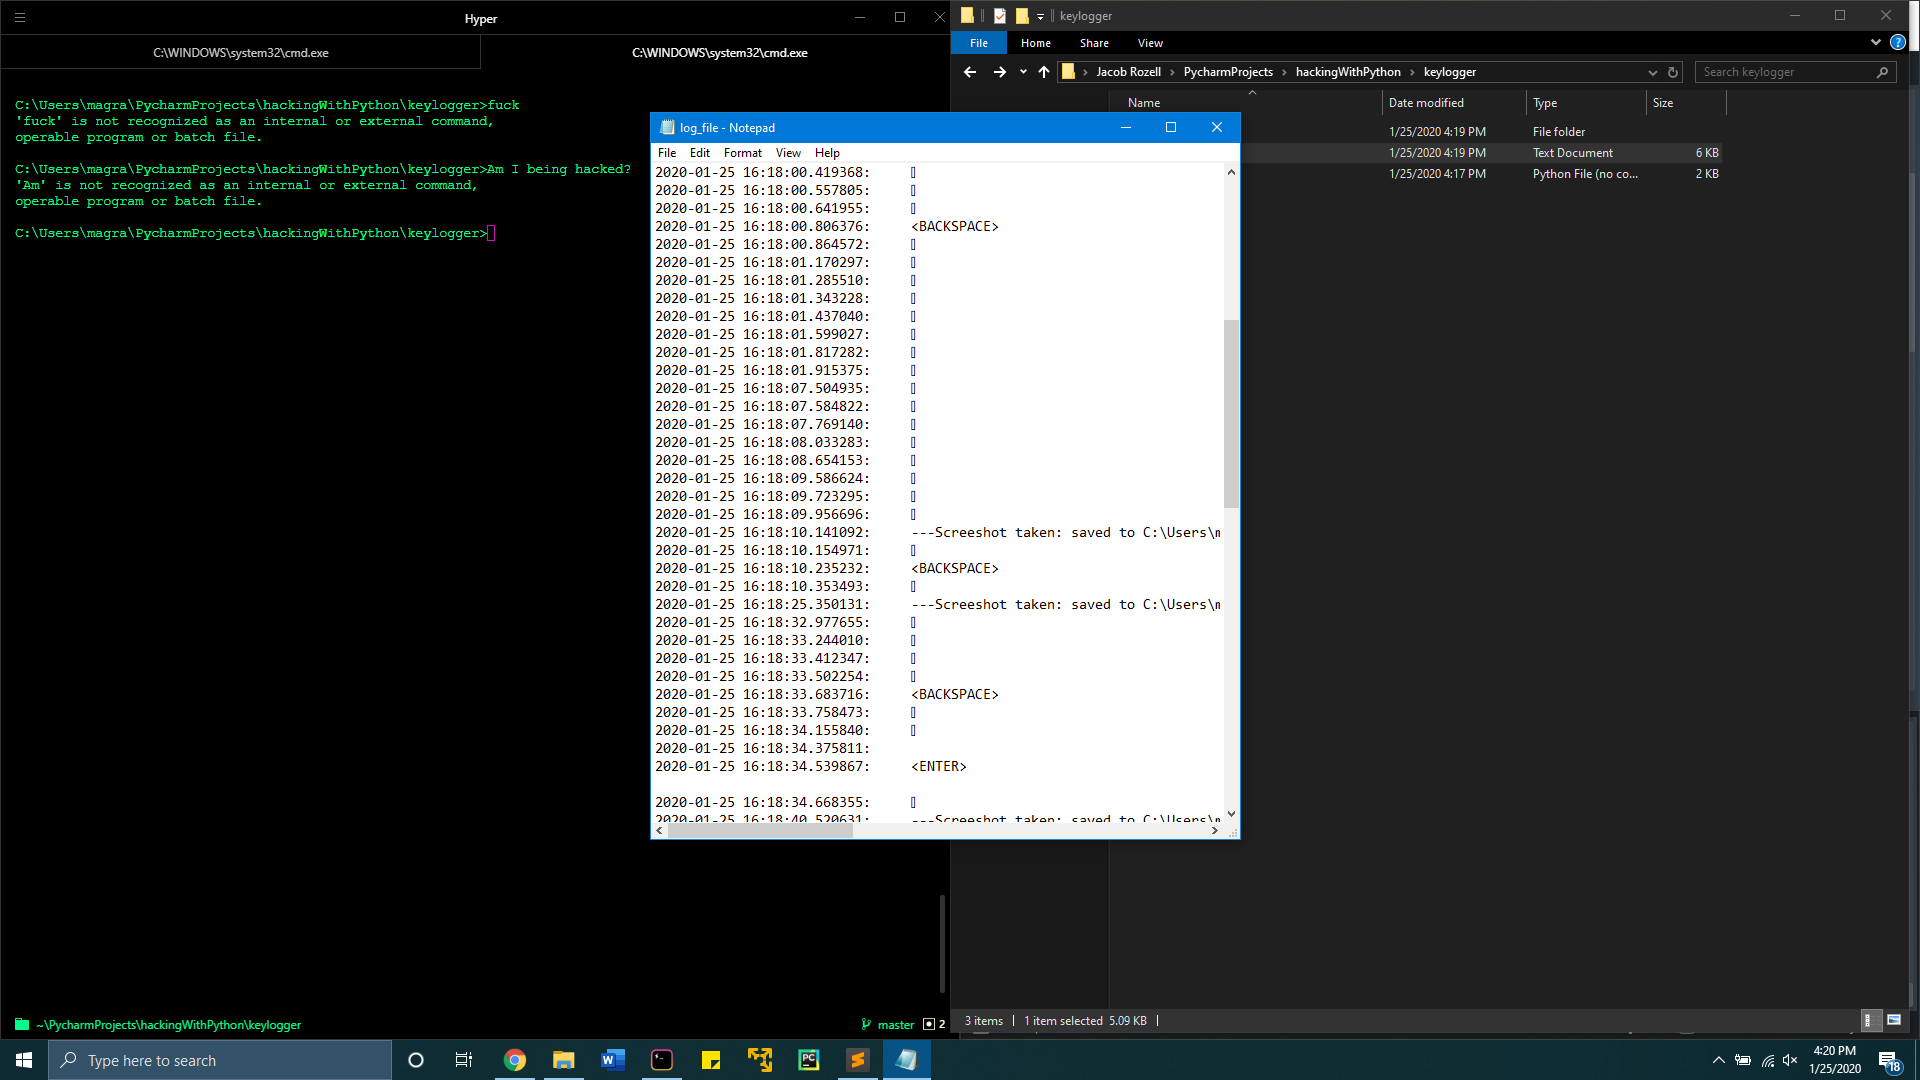 Hyper
C:\WINDOWS\system32\cmd.exe
C:\WINDOWS\system32\cmd.exe
C:\Users\magra\PycharmProjects\hackingWithPython\keylogger>fuck
'fuck' is not recognized as an internal or external command,
operable program or batch file.
C:\Users\magra\PycharmProjects\hackingWithPython\keylogger>Am I being hacked?
'Am' is not recognized as an internal or external command,
operable program or batch file.
C:\Users\magra\PycharmProjects\hackingWithPython\keylogger>
~\PycharmProjects\hackingWithPython\keylogger
master 2
keylogger
File Home Share View
Jacob Rozell > PycharmProjects > hackingWithPython > keylogger
Search keylogger
Name Date modified Type Size
1/25/2020 4:19 PM File folder
1/25/2020 4:19 PM Text Document 6 KB
1/25/2020 4:17 PM Python File (no co... 2 KB
3 items 1 item selected 5.09 KB
log_file - Notepad
File Edit Format View Help
2020-01-25 16:18:00.419368: ▯
2020-01-25 16:18:00.557805: ▯
2020-01-25 16:18:00.641955: ▯
2020-01-25 16:18:00.806376: <BACKSPACE>
2020-01-25 16:18:00.864572: ▯
2020-01-25 16:18:01.170297: ▯
2020-01-25 16:18:01.285510: ▯
2020-01-25 16:18:01.343228: ▯
2020-01-25 16:18:01.437040: ▯
2020-01-25 16:18:01.599027: ▯
2020-01-25 16:18:01.817282: ▯
2020-01-25 16:18:01.915375: ▯
2020-01-25 16:18:07.504935: ▯
2020-01-25 16:18:07.584822: ▯
2020-01-25 16:18:07.769140: ▯
2020-01-25 16:18:08.033283: ▯
2020-01-25 16:18:08.654153: ▯
2020-01-25 16:18:09.586624: ▯
2020-01-25 16:18:09.723295: ▯
2020-01-25 16:18:09.956696: ▯
2020-01-25 16:18:10.141092: ---Screeshot taken: saved to C:\Users\m
2020-01-25 16:18:10.154971: ▯
2020-01-25 16:18:10.235232: <BACKSPACE>
2020-01-25 16:18:10.353493: ▯
2020-01-25 16:18:25.350131: ---Screeshot taken: saved to C:\Users\m
2020-01-25 16:18:32.977655: ▯
2020-01-25 16:18:33.244010: ▯
2020-01-25 16:18:33.412347: ▯
2020-01-25 16:18:33.502254: ▯
2020-01-25 16:18:33.683716: <BACKSPACE>
2020-01-25 16:18:33.758473: ▯
2020-01-25 16:18:34.155840: ▯
2020-01-25 16:18:34.375811:
2020-01-25 16:18:34.539867: <ENTER>
2020-01-25 16:18:34.668355: ▯
2020-01-25 16:18:40.520631: ---Screeshot taken: saved to C:\Users\m
Type here to search
4:20 PM
1/25/2020
18